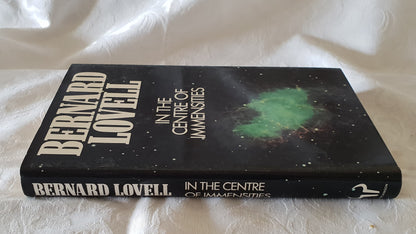 BERNARD
LOVELL
IN THE
CENTRE OF
IMMENSITIES
BERNARD LOVELL
IN THE CENTRE
OF IMMENSITIES